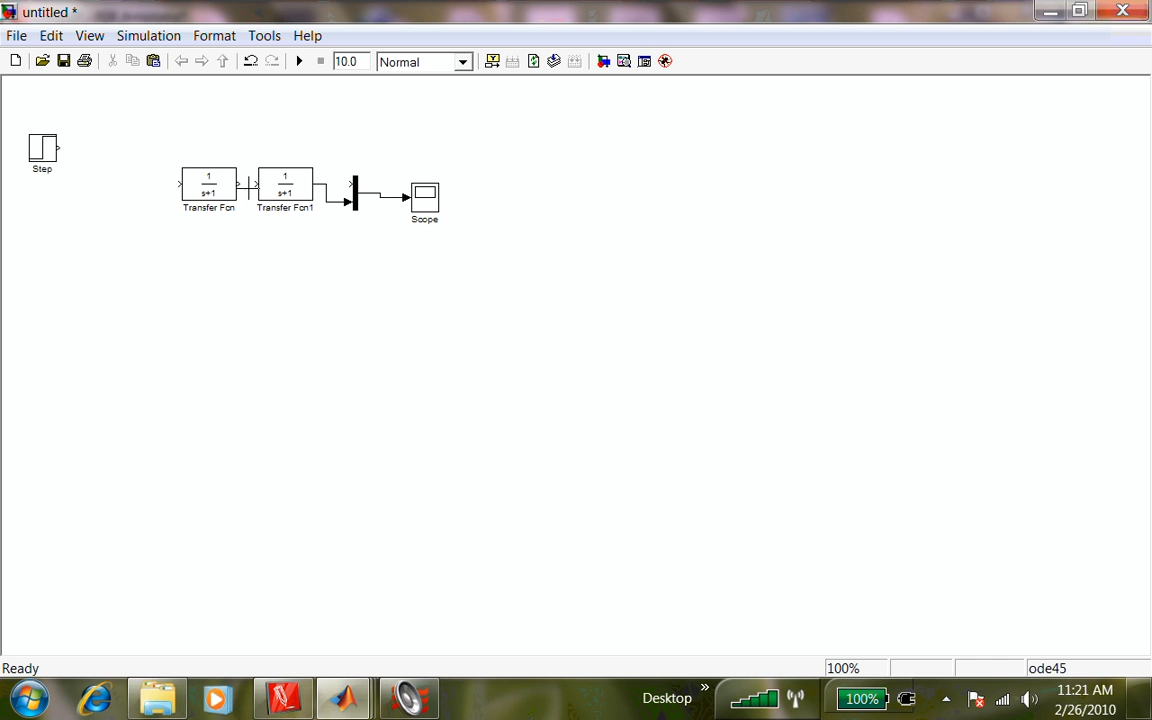 untitled *
File Edit View Simulation Format Tools Help
10.0 Normal
Step
1
s+1
Transfer Fcn
1
s+1
Transfer Fcn1
Scope
Ready
100%
ode45
Desktop
»
100%
11:21 AM
2/26/2010